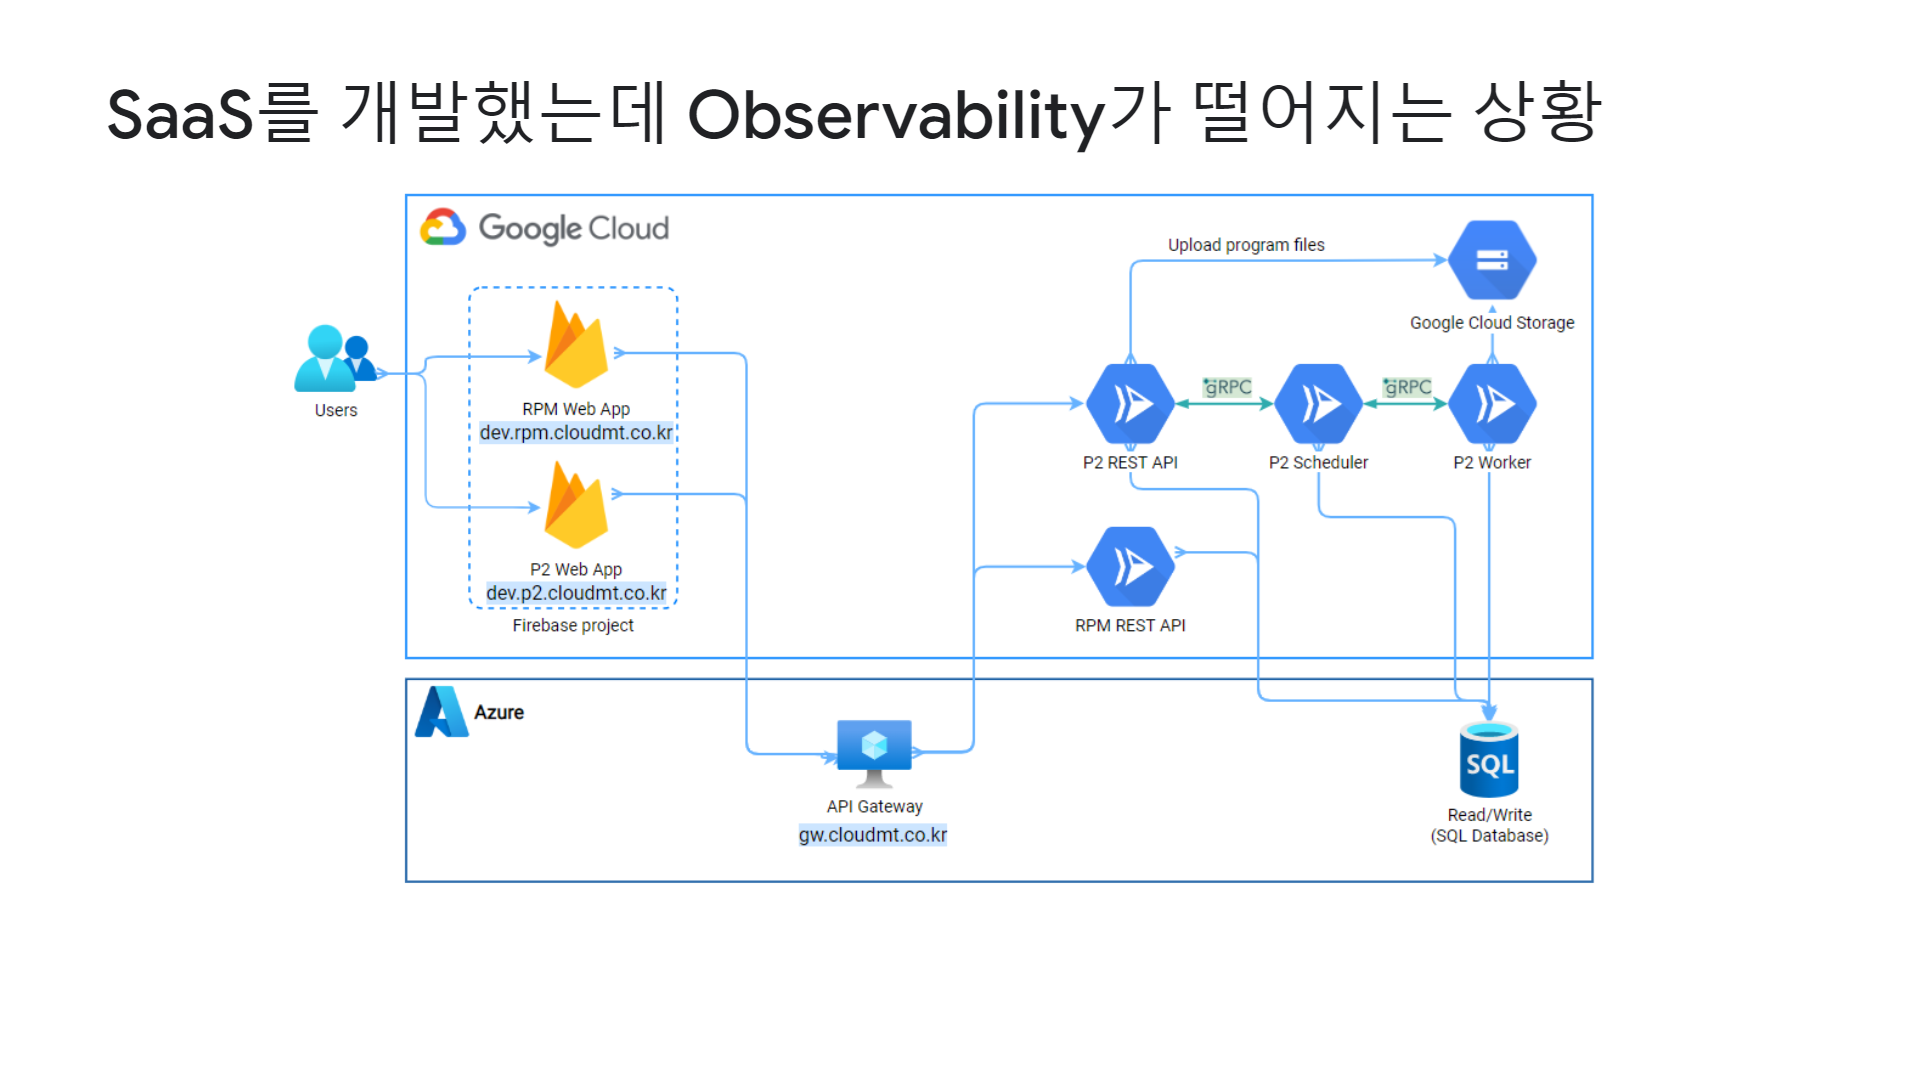 SaaS를 개발했는데 Observability가 떨어지는 상황
Google Cloud
Upload program files
Google Cloud Storage
Users
RPM Web App
dev.rpm.cloudmt.co.kr
gRPC
gRPC
P2 REST API
P2 Scheduler
P2 Worker
P2 Web App
dev.p2.cloudmt.co.kr
Firebase project
RPM REST API
Azure
API Gateway
gw.cloudmt.co.kr
SQL
Read/Write
(SQL Database)